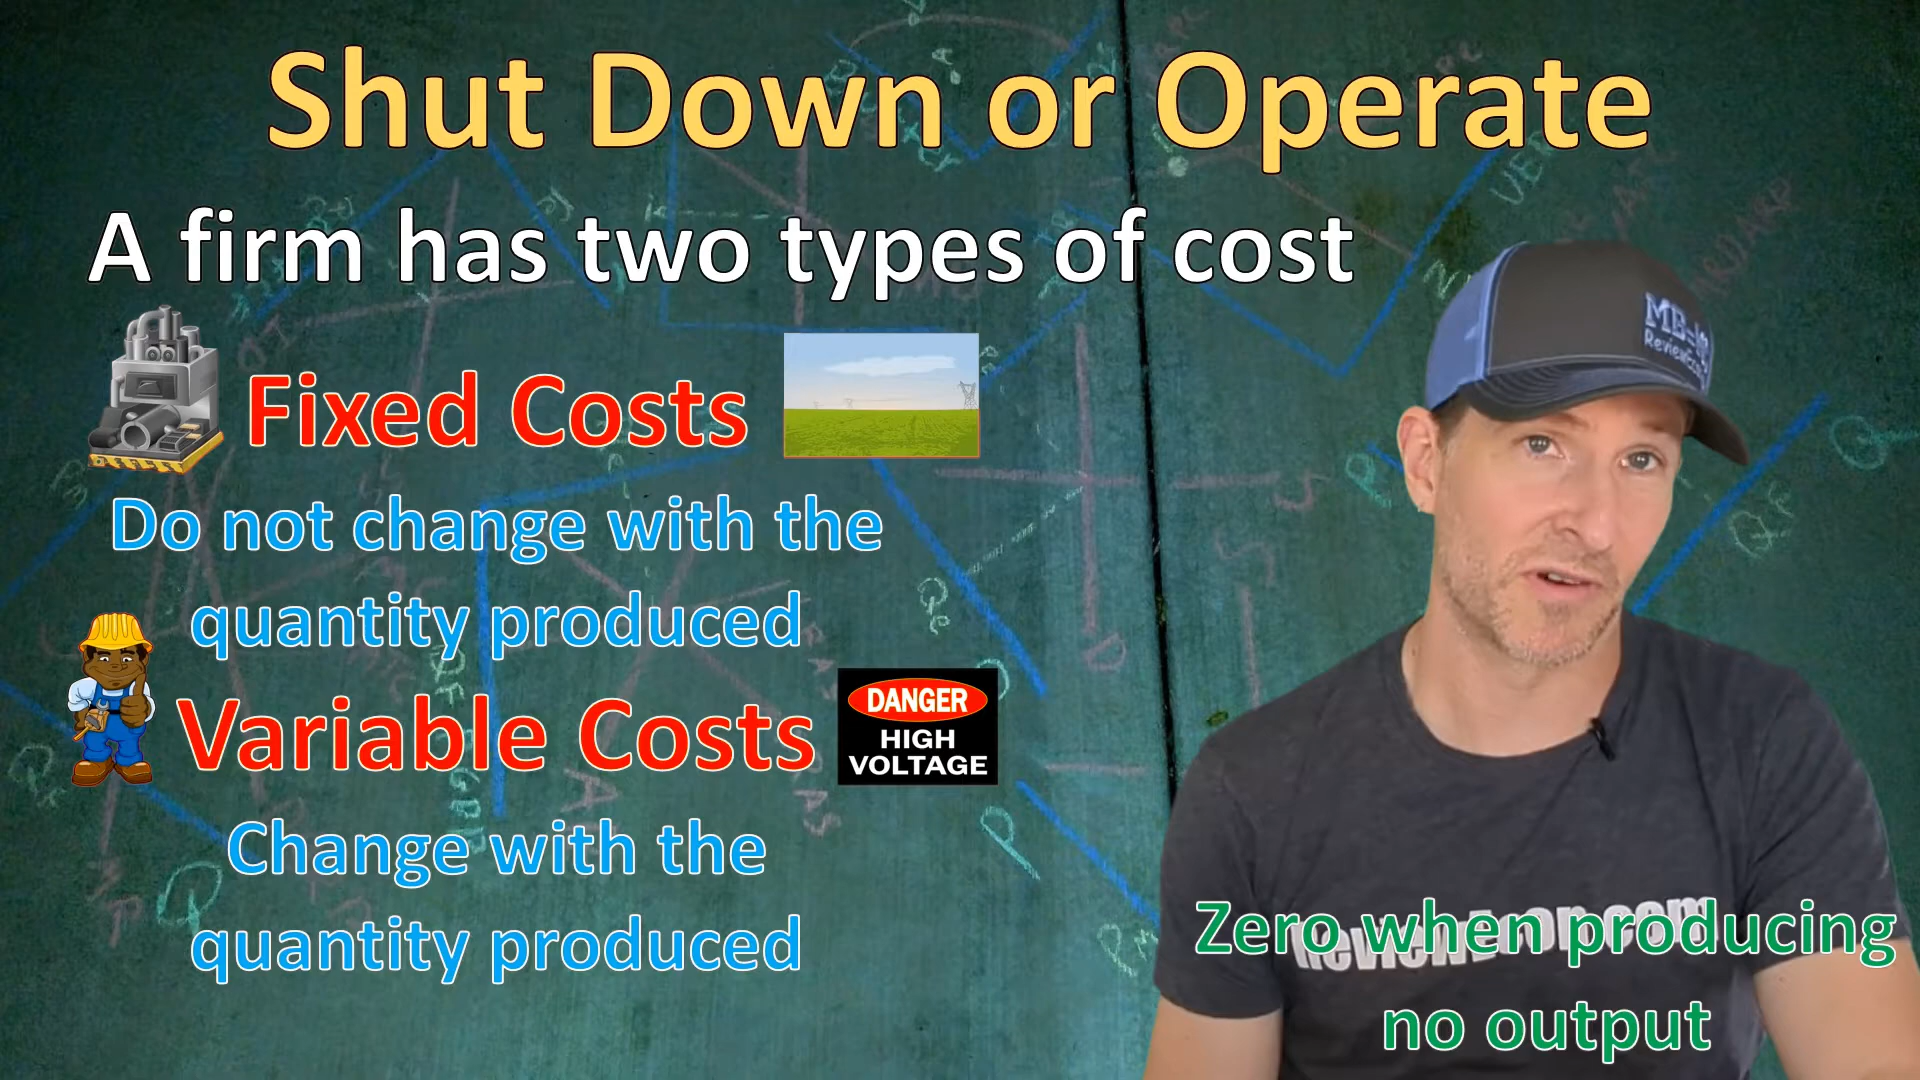 Shut Down or Operate
A firm has two types of cost
Fixed Costs
Do not change with the
quantity produced
Variable Costs
DANGER
HIGH
VOLTAGE
Change with the
quantity produced
Zero when producing
no output